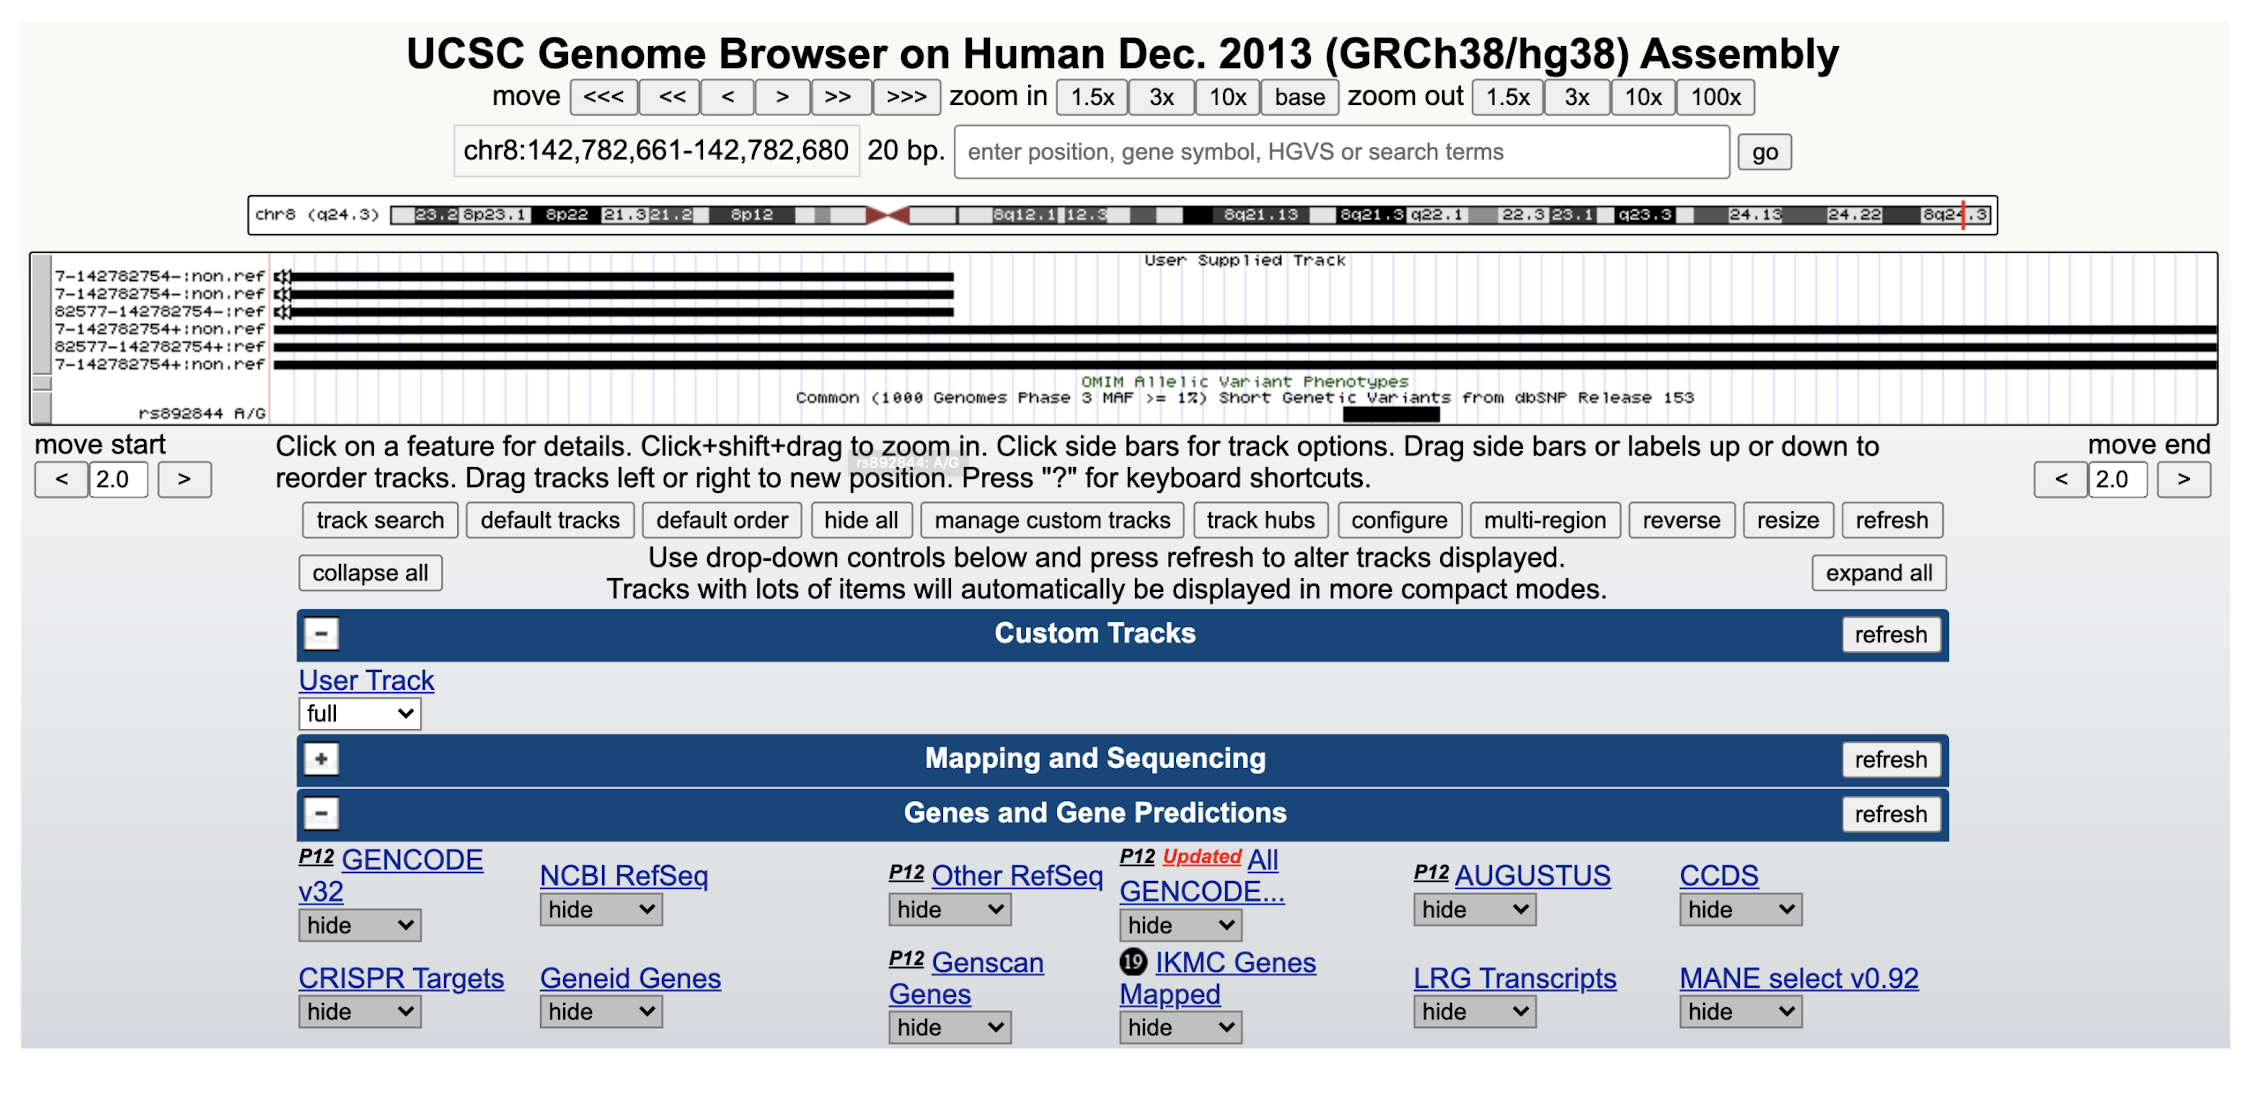 UCSC Genome Browser on Human Dec. 2013 (GRCh38/hg38) Assembly
move <<< << < > >> >>> zoom in 1.5x 3x 10x base zoom out 1.5x 3x 10x 100x
chr8:142,782,661-142,782,680 20 bp. enter position, gene symbol, HGVS or search terms go
chr8 (q24.3) 23.2 8p23.1 8p22 21.3 21.2 8p12 8q12.1 12.3 8q21.13 8q21.3 q22.1 22.3 23.1 q23.3 24.13 24.22 8q24.3
User Supplied Track
7-142782754-:non.ref
7-142782754-:non.ref
82577-142782754-:ref
7-142782754+:non.ref
82577-142782754+:ref
7-142782754+:non.ref
OMIM Allelic Variant Phenotypes
Common (1000 Genomes Phase 3 MAF >= 1%) Short Genetic Variants from dbSNP Release 153
rs892844 A/G
move start
< 2.0 >
Click on a feature for details. Click+shift+drag to zoom in. Click side bars for track options. Drag side bars or labels up or down to
reorder tracks. Drag tracks left or right to new position. Press "?" for keyboard shortcuts.
rs892844: A/G
move end
< 2.0 >
track search default tracks default order hide all manage custom tracks track hubs configure multi-region reverse resize refresh
collapse all
Use drop-down controls below and press refresh to alter tracks displayed.
Tracks with lots of items will automatically be displayed in more compact modes.
expand all
- Custom Tracks refresh
User Track
full
+ Mapping and Sequencing refresh
- Genes and Gene Predictions refresh
P12 GENCODE
v32
hide
NCBI RefSeq
hide
P12 Other RefSeq
hide
P12 Updated All
GENCODE...
hide
P12 AUGUSTUS
hide
CCDS
hide
CRISPR Targets
hide
Geneid Genes
hide
P12 Genscan
Genes
hide
19 IKMC Genes
Mapped
hide
LRG Transcripts
hide
MANE select v0.92
hide